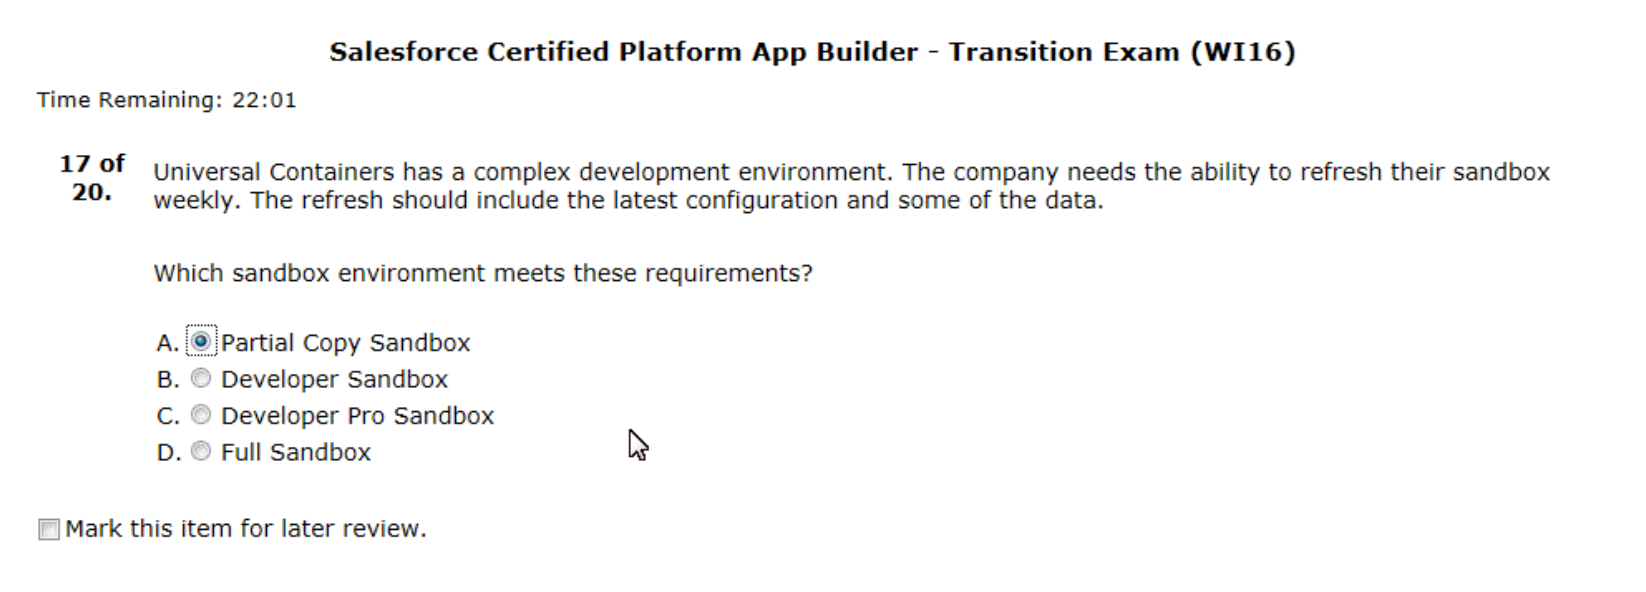 Salesforce Certified Platform App Builder - Transition Exam (WI16)
Time Remaining: 22:01
17 of
20.
Universal Containers has a complex development environment. The company needs the ability to refresh their sandbox
weekly. The refresh should include the latest configuration and some of the data.
Which sandbox environment meets these requirements?
A. Partial Copy Sandbox
B. Developer Sandbox
C. Developer Pro Sandbox
D. Full Sandbox
Mark this item for later review.